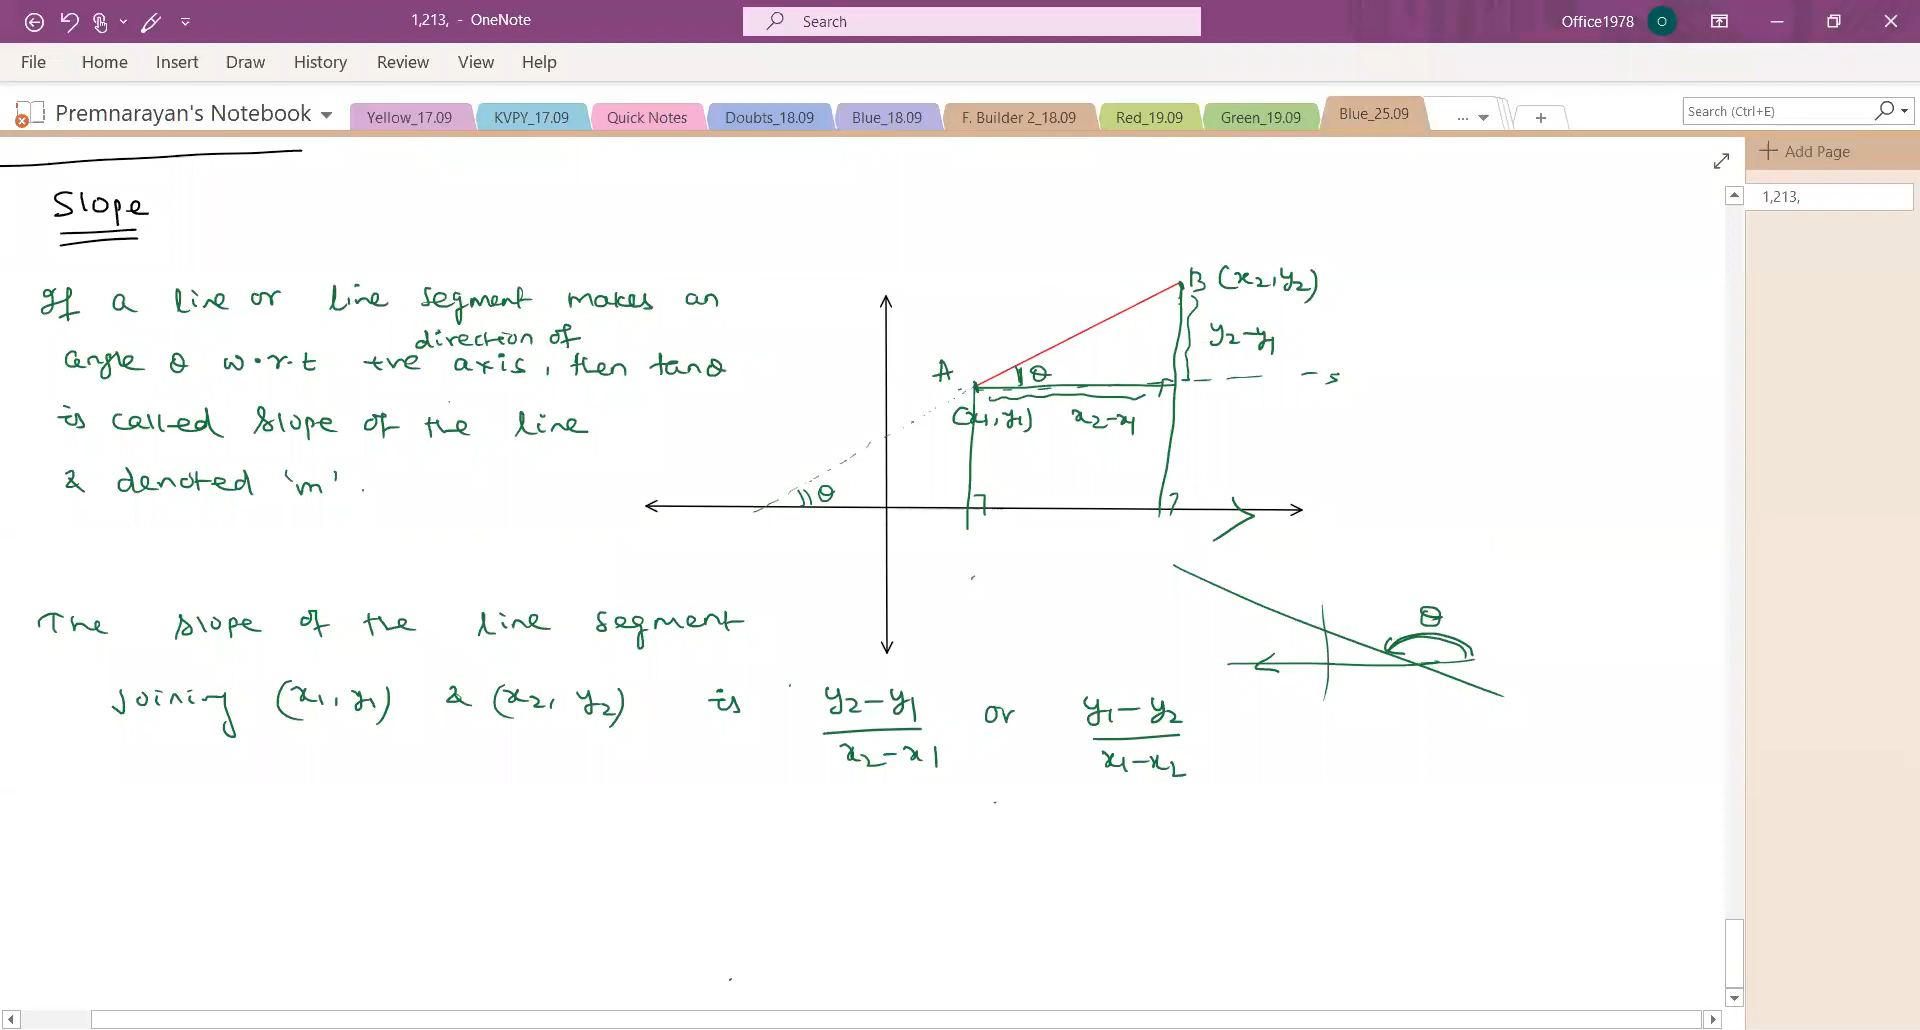 1,213, - OneNote
Search
Office1978
O
File Home Insert Draw History Review View Help
Premnarayan's Notebook
Yellow_17.09
KVPY_17.09
Quick Notes
Doubts_18.09
Blue_18.09
F. Builder 2_18.09
Red_19.09
Green_19.09
Blue_25.09
...
Search (Ctrl+E)
Add Page
1,213,
Slope
If a line or line segment makes an
direction of
angle θ w.r.t +ve axis, then tanθ
is called slope of the line
& denoted 'm'.
B (x2, y2)
y2-y1
A
θ
(x1, y1)
x2-x1
θ
θ
The slope of the line segment
joining (x1, y1) & (x2, y2) is y2-y1 / x2-x1 or y1-y2 / x1-x2